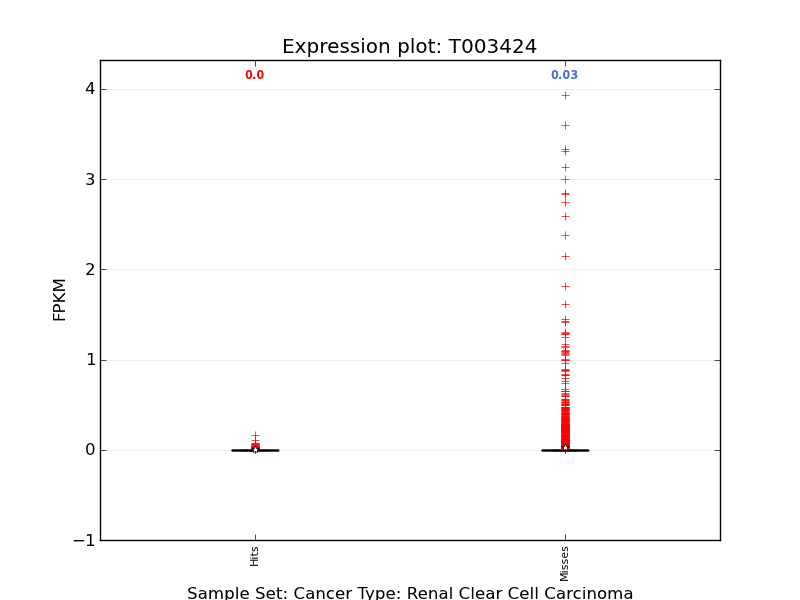 Expression plot: T003424
0.0
0.03
4
3
2
1
0
−1
FPKM
Hits
Misses
Sample Set: Cancer Type: Renal Clear Cell Carcinoma